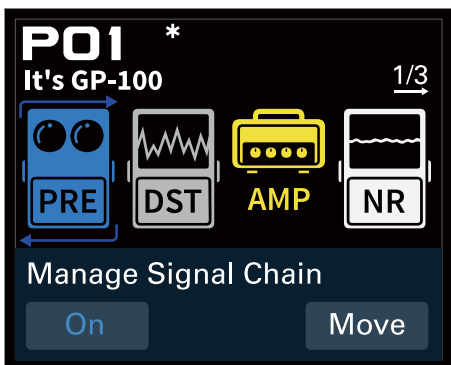 P01 *
It's GP-100
1/3
PRE DST AMP NR
Manage Signal Chain
On Move